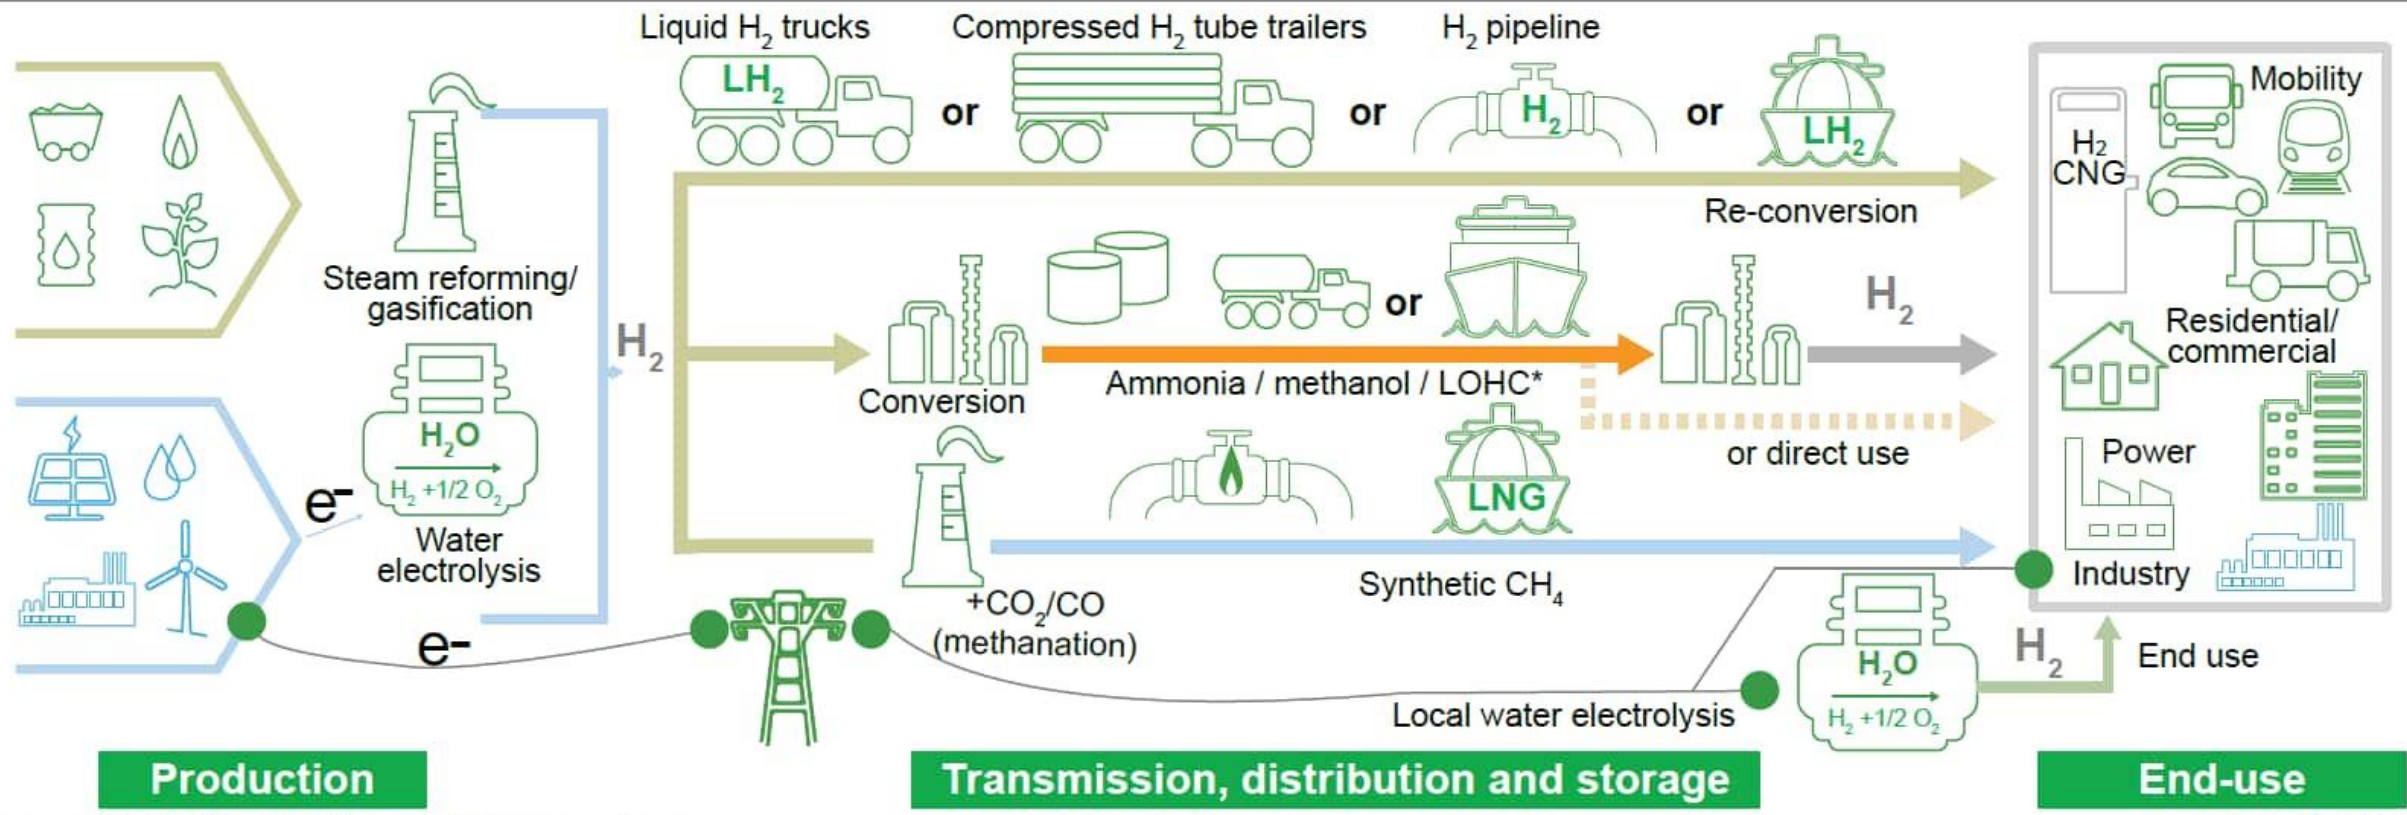 Liquid H₂ trucks
Compressed H₂ tube trailers
H₂ pipeline
LH₂
or
or
H₂
or
LH₂
Re-conversion
Steam reforming/
gasification
H₂O
H₂ +1/2 O₂
Water
electrolysis
e-
e-
H₂
Conversion
or
Ammonia / methanol / LOHC*
H₂
or direct use
LNG
Synthetic CH₄
+CO₂/CO
(methanation)
Local water electrolysis
H₂O
H₂ +1/2 O₂
H₂
End use
Mobility
H₂
CNG
Residential/
commercial
Power
Industry
Production
Transmission, distribution and storage
End-use